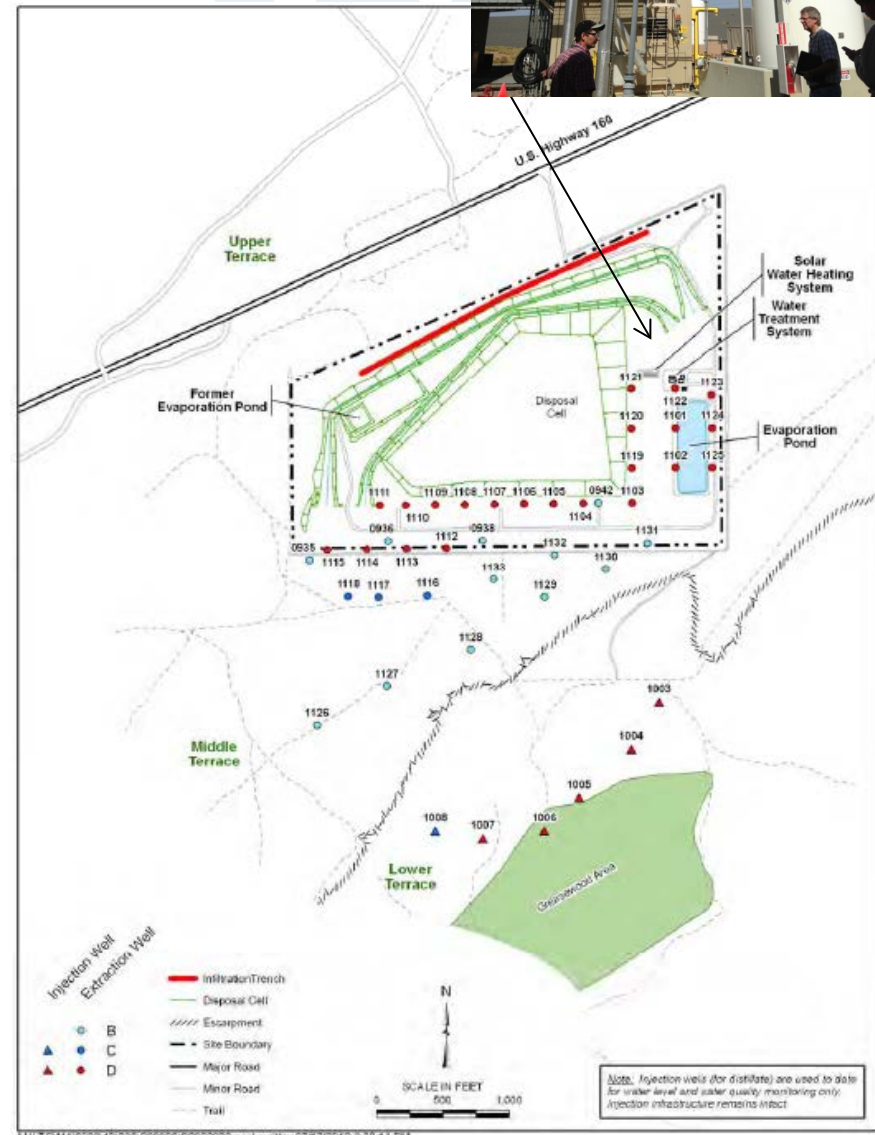 U.S. Highway 160
Upper
Terrace
Solar
Water Heating
System
Water
Treatment
System
Former
Evaporation Pond
Disposal
Cell
1121
1123
1122
1120
1101
1124
Evaporation
Pond
1119
1102
1125
1111
1109
1108
1107
1106
1105
0942
1103
1110
1104
0936
0938
1112
1132
1131
0935
1115
1114
1113
1130
1133
1118
1117
1116
1129
1128
1127
1126
1003
Middle
Terrace
1004
1005
1008
1007
1006
Lower
Terrace
Greasewood Area
Injection Well
Extraction Well
B
C
D
Infiltration Trench
Disposal Cell
Escarpment
Site Boundary
Major Road
Minor Road
Trail
N
SCALE IN FEET
0 500 1,000
Note: Injection wells (for distillate) are used to date
for water level and water quality monitoring only.
Injection infrastructure remains intact